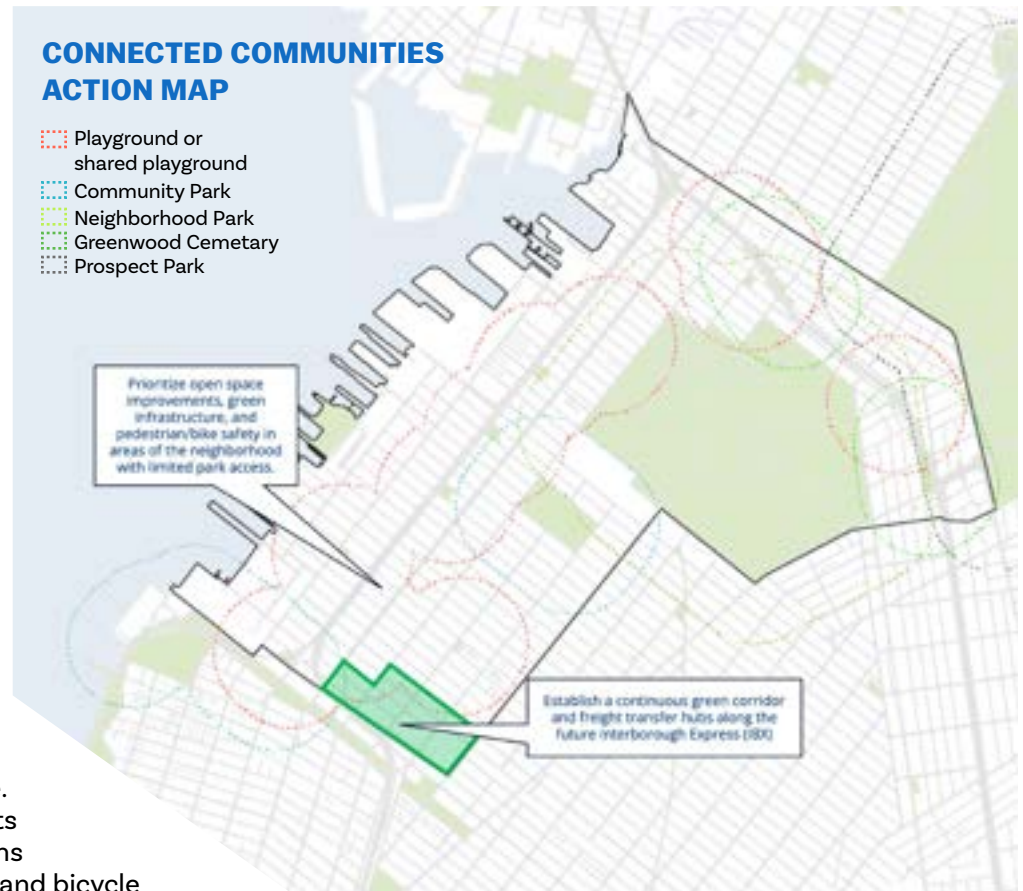 CONNECTED COMMUNITIES
ACTION MAP
Playground or
shared playground
Community Park
Neighborhood Park
Greenwood Cemetary
Prospect Park
Prioritize open space
improvements, green
infrastructure, and
pedestrian/bike safety in
areas of the neighborhood
with limited park access.
Establish a continuous green corridor
and freight transfer hubs along the
future Interborough Express (IBX)
and bicycle